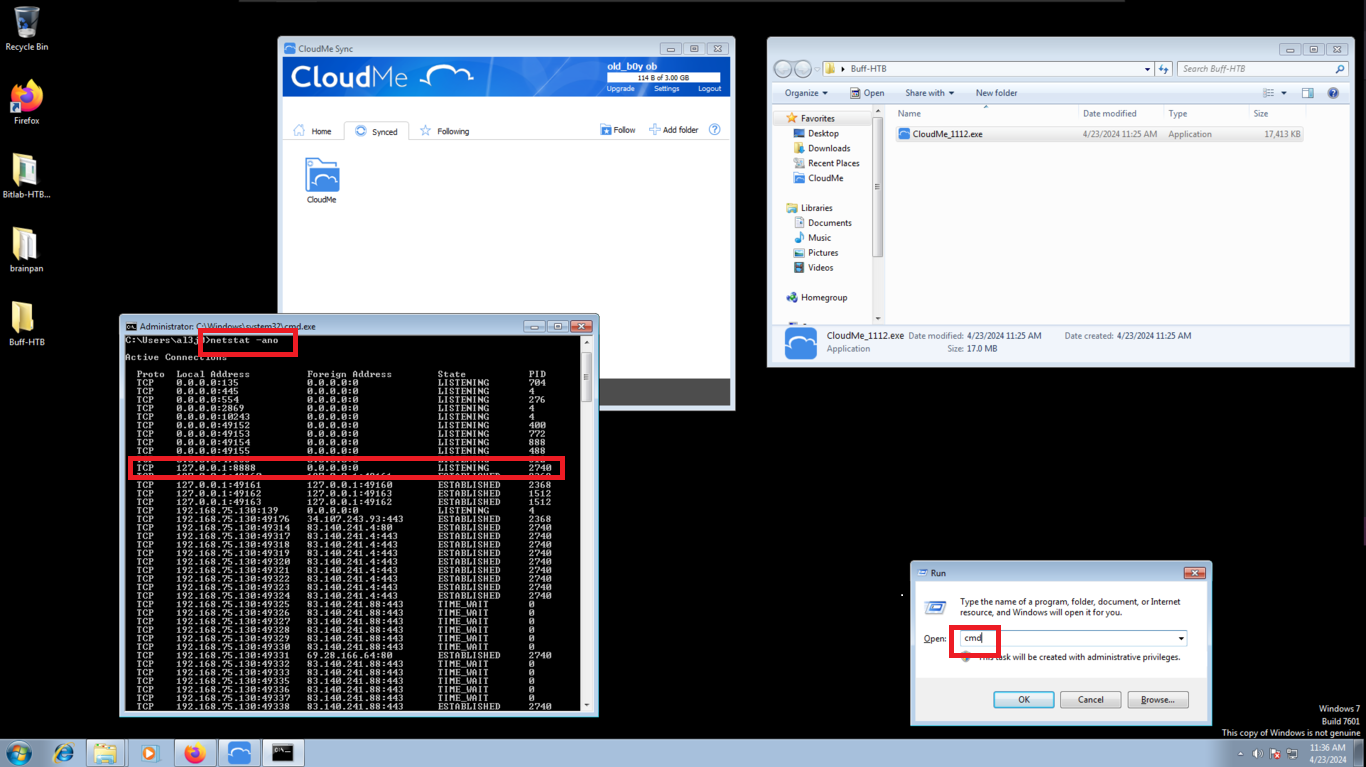 Recycle Bin
Firefox
Bitlab-HTB...
brainpan
Buff-HTB
CloudMe Sync
CloudMe
old_b0y ob
114 B of 3.00 GB
Upgrade Settings Logout
Home Synced Following Follow Add folder
CloudMe
Buff-HTB Search Buff-HTB
Organize Open Share with New folder
Name Date modified Type Size
CloudMe_1112.exe 4/23/2024 11:25 AM Application 17,413 KB
Favorites
Desktop
Downloads
Recent Places
CloudMe
Libraries
Documents
Music
Pictures
Videos
Homegroup
CloudMe_1112.exe Date modified: 4/23/2024 11:25 AM Date created: 4/23/2024 11:25 AM
Application Size: 17.0 MB
Administrator: C:\Windows\system32\cmd.exe
netstat -ano
Active Connections
Proto Local Address Foreign Address State PID
TCP 0.0.0.0:135 0.0.0.0:0 LISTENING 704
TCP 0.0.0.0:445 0.0.0.0:0 LISTENING 4
TCP 0.0.0.0:554 0.0.0.0:0 LISTENING 276
TCP 0.0.0.0:2869 0.0.0.0:0 LISTENING 4
TCP 0.0.0.0:10243 0.0.0.0:0 LISTENING 4
TCP 0.0.0.0:49152 0.0.0.0:0 LISTENING 400
TCP 0.0.0.0:49153 0.0.0.0:0 LISTENING 772
TCP 0.0.0.0:49154 0.0.0.0:0 LISTENING 888
TCP 0.0.0.0:49155 0.0.0.0:0 LISTENING 488
TCP 127.0.0.1:8888 0.0.0.0:0 LISTENING 2740
TCP 127.0.0.1:49161 127.0.0.1:49160 ESTABLISHED 2368
TCP 127.0.0.1:49162 127.0.0.1:49163 ESTABLISHED 1512
TCP 127.0.0.1:49163 127.0.0.1:49162 ESTABLISHED 1512
TCP 192.168.75.130:139 0.0.0.0:0 LISTENING 4
TCP 192.168.75.130:49176 34.107.243.93:443 ESTABLISHED 2368
TCP 192.168.75.130:49314 83.140.241.4:80 ESTABLISHED 2740
TCP 192.168.75.130:49317 83.140.241.4:443 ESTABLISHED 2740
TCP 192.168.75.130:49318 83.140.241.4:443 ESTABLISHED 2740
TCP 192.168.75.130:49319 83.140.241.4:443 ESTABLISHED 2740
TCP 192.168.75.130:49320 83.140.241.4:443 ESTABLISHED 2740
TCP 192.168.75.130:49321 83.140.241.4:443 ESTABLISHED 2740
TCP 192.168.75.130:49322 83.140.241.4:443 ESTABLISHED 2740
TCP 192.168.75.130:49323 83.140.241.4:443 ESTABLISHED 2740
TCP 192.168.75.130:49324 83.140.241.4:443 ESTABLISHED 2740
TCP 192.168.75.130:49325 83.140.241.88:443 TIME_WAIT 0
TCP 192.168.75.130:49326 83.140.241.88:443 TIME_WAIT 0
TCP 192.168.75.130:49327 83.140.241.88:443 TIME_WAIT 0
TCP 192.168.75.130:49328 83.140.241.88:443 TIME_WAIT 0
TCP 192.168.75.130:49329 83.140.241.88:443 TIME_WAIT 0
TCP 192.168.75.130:49330 83.140.241.88:443 TIME_WAIT 0
TCP 192.168.75.130:49331 69.28.166.64:80 ESTABLISHED 2740
TCP 192.168.75.130:49332 83.140.241.88:443 TIME_WAIT 0
TCP 192.168.75.130:49333 83.140.241.88:443 TIME_WAIT 0
TCP 192.168.75.130:49335 83.140.241.88:443 TIME_WAIT 0
TCP 192.168.75.130:49336 83.140.241.88:443 TIME_WAIT 0
TCP 192.168.75.130:49337 83.140.241.88:443 TIME_WAIT 0
TCP 192.168.75.130:49338 83.140.241.88:443 ESTABLISHED 2740
Run
Type the name of a program, folder, document, or Internet
resource, and Windows will open it for you.
Open: cmd
This task will be created with administrative privileges.
OK Cancel Browse...
Windows 7
Build 7601
This copy of Windows is not genuine
11:36 AM
4/23/2024